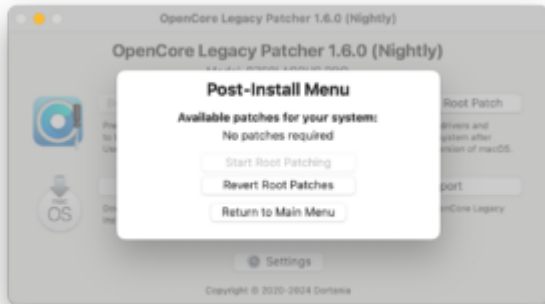 OpenCore Legacy Patcher 1.6.0 (Nightly)
OpenCore Legacy Patcher 1.6.0 (Nightly)
Post-Install Menu
Available patches for your system:
No patches required
Root Patch
drivers and
system after
version of macOS.
Start Root Patching
Revert Root Patches
Return to Main Menu
macOS
OpenCore Legacy
Settings
Copyright © 2020-2024 Dortania